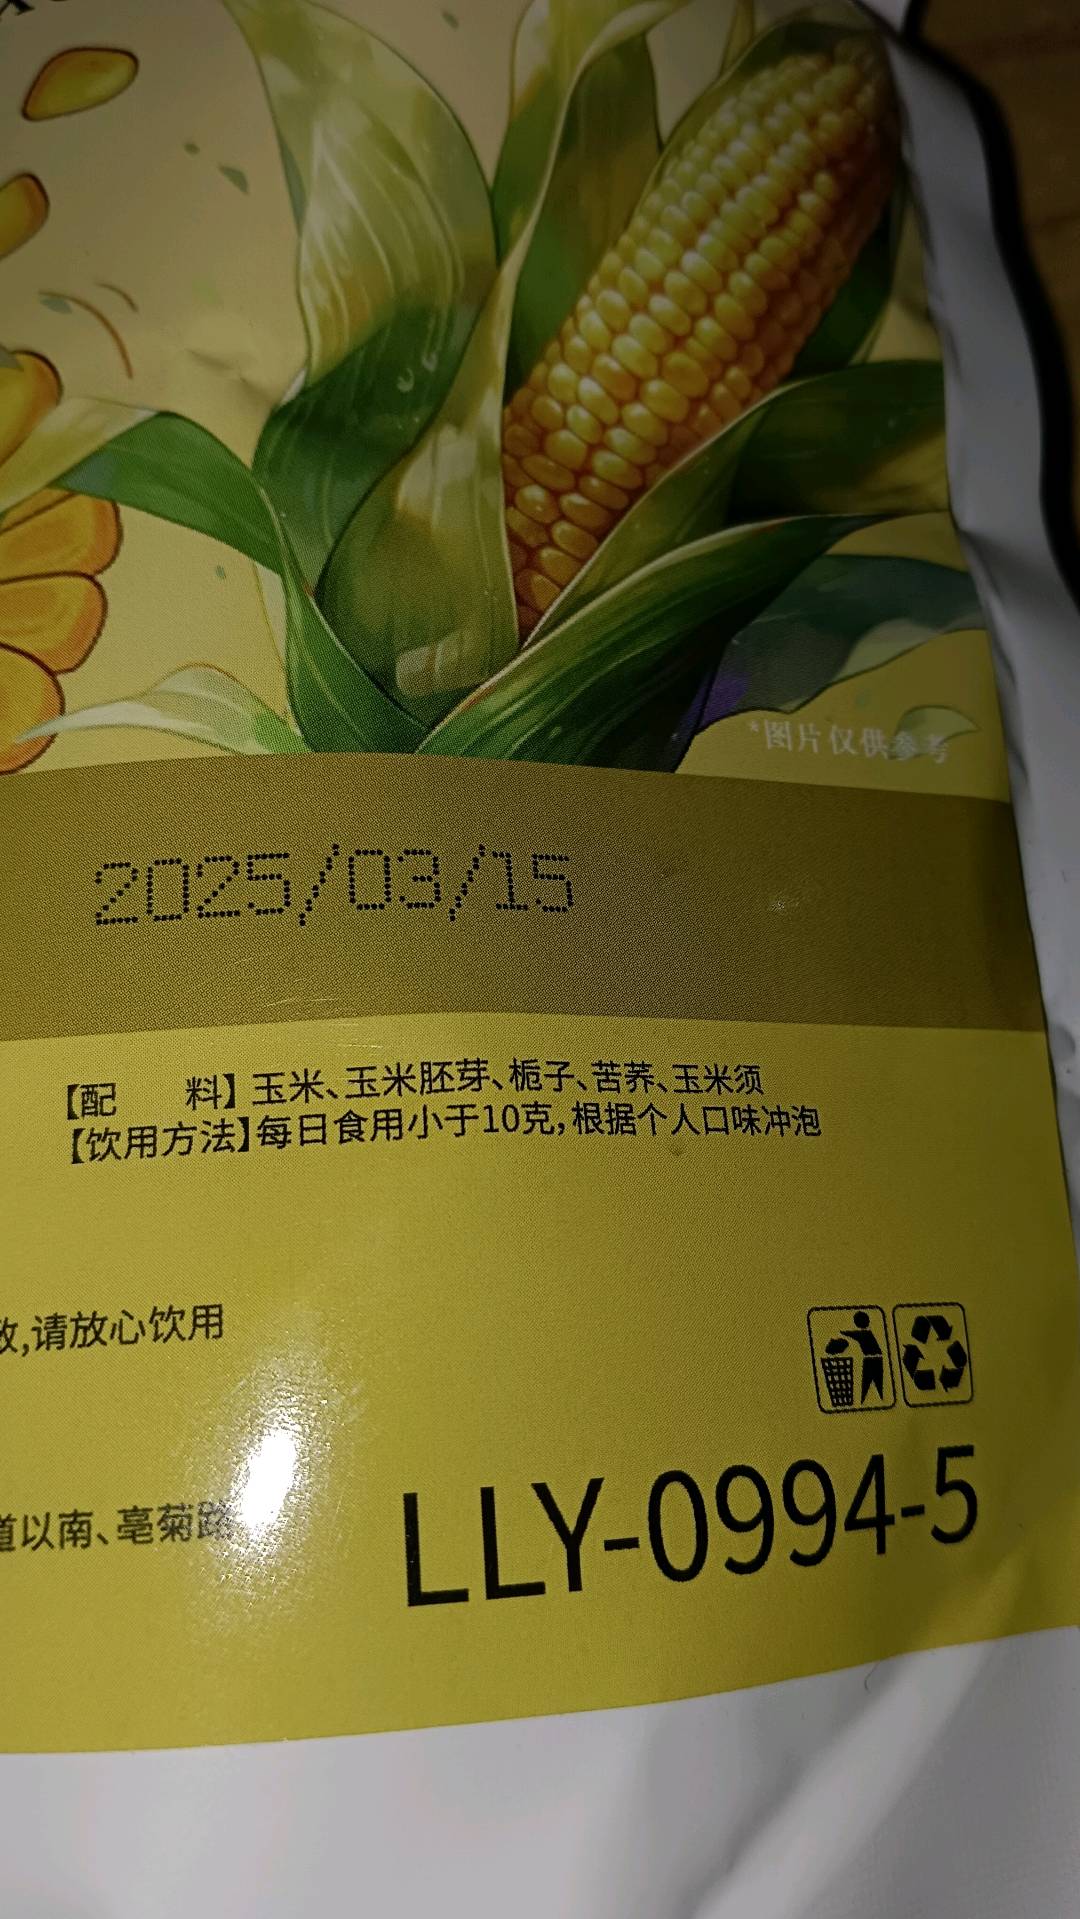 *图片仅供参考
2025/03/15
【配 料】玉米、玉米胚芽、栀子、苦荞、玉米须
【饮用方法】每日食用小于10克,根据个人口味冲泡
,请放心饮用
道以南、亳菊路
LLY-0994-5